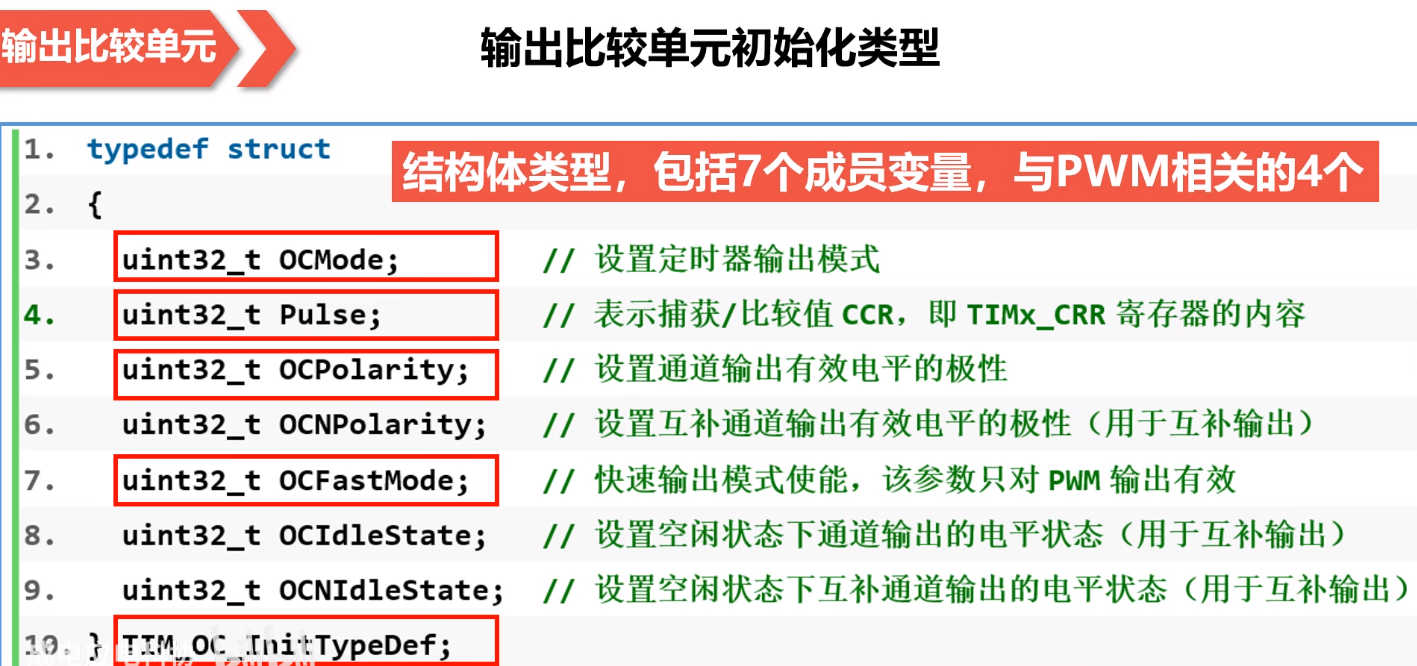 输出比较单元
输出比较单元初始化类型
1. typedef struct
结构体类型，包括7个成员变量，与PWM相关的4个
2. {
3. uint32_t OCMode; // 设置定时器输出模式
4. uint32_t Pulse; // 表示捕获/比较值 CCR，即 TIMx_CRR 寄存器的内容
5. uint32_t OCPolarity; // 设置通道输出有效电平的极性
6. uint32_t OCNPolarity; // 设置互补通道输出有效电平的极性（用于互补输出）
7. uint32_t OCFastMode; // 快速输出模式使能，该参数只对 PWM 输出有效
8. uint32_t OCIdleState; // 设置空闲状态下通道输出的电平状态（用于互补输出）
9. uint32_t OCNIdleState; // 设置空闲状态下互补通道输出的电平状态（用于互补输出）
10. } TIM_OC_InitTypeDef;